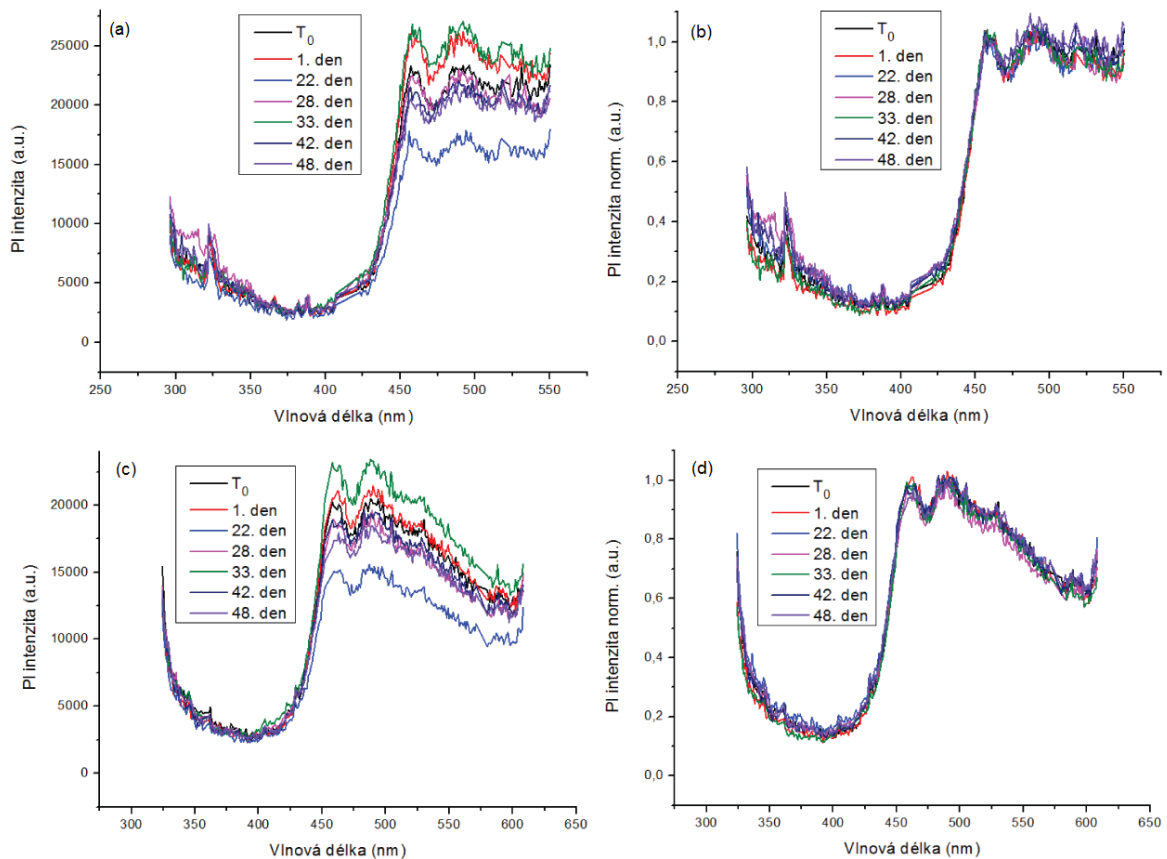 (a)
T0
1. den
22. den
28. den
33. den
42. den
48. den
25000
20000
15000
10000
5000
0
Pl intenzita (a.u.)
250 300 350 400 450 500 550
Vlnová délka (nm)
(b)
T0
1. den
22. den
28. den
33. den
42. den
48. den
1,0
0,8
0,6
0,4
0,2
0,0
Pl intenzita norm. (a.u.)
250 300 350 400 450 500 550
Vlnová délka (nm)
(c)
T0
1. den
22. den
28. den
33. den
42. den
48. den
20000
15000
10000
5000
0
Pl intenzita (a.u.)
300 350 400 450 500 550 600 650
Vlnová délka (nm)
(d)
T0
1. den
22. den
28. den
33. den
42. den
48. den
1,0
0,8
0,6
0,4
0,2
0,0
Pl intenzita norm. (a.u.)
300 350 400 450 500 550 600 650
Vlnová délka (nm)